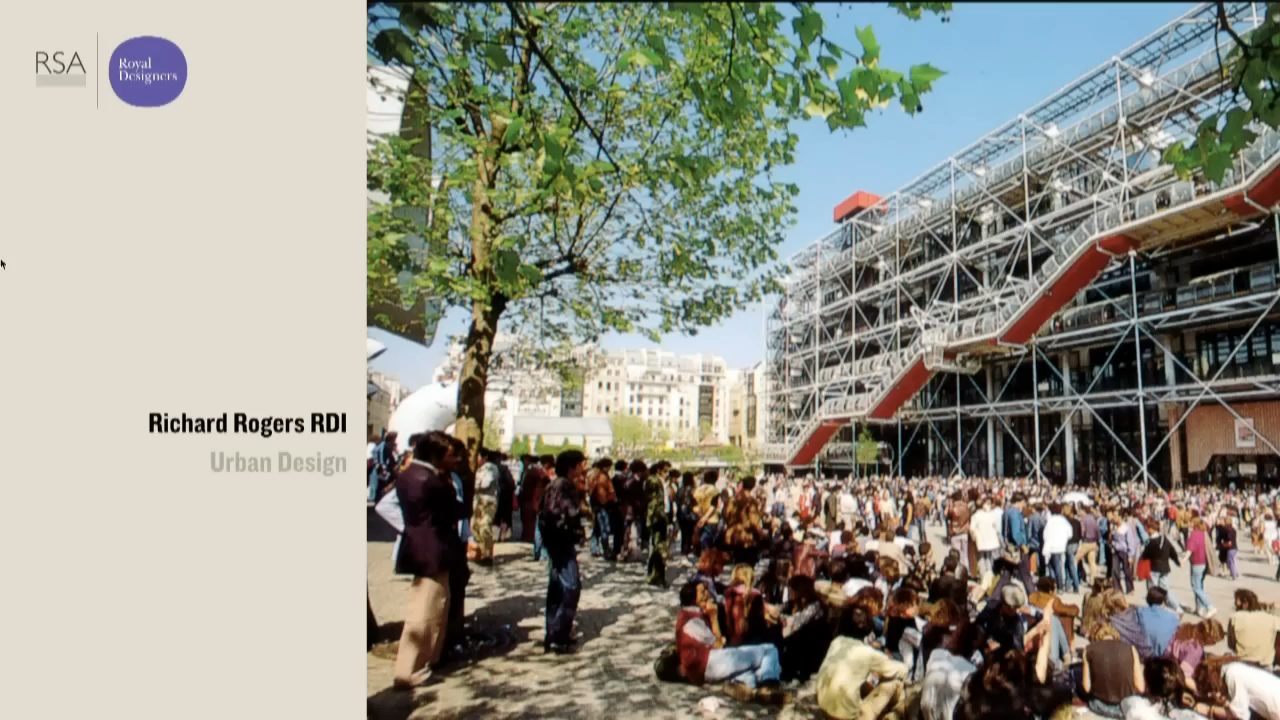 RSA
Royal
Designers
Richard Rogers RDI
Urban Design